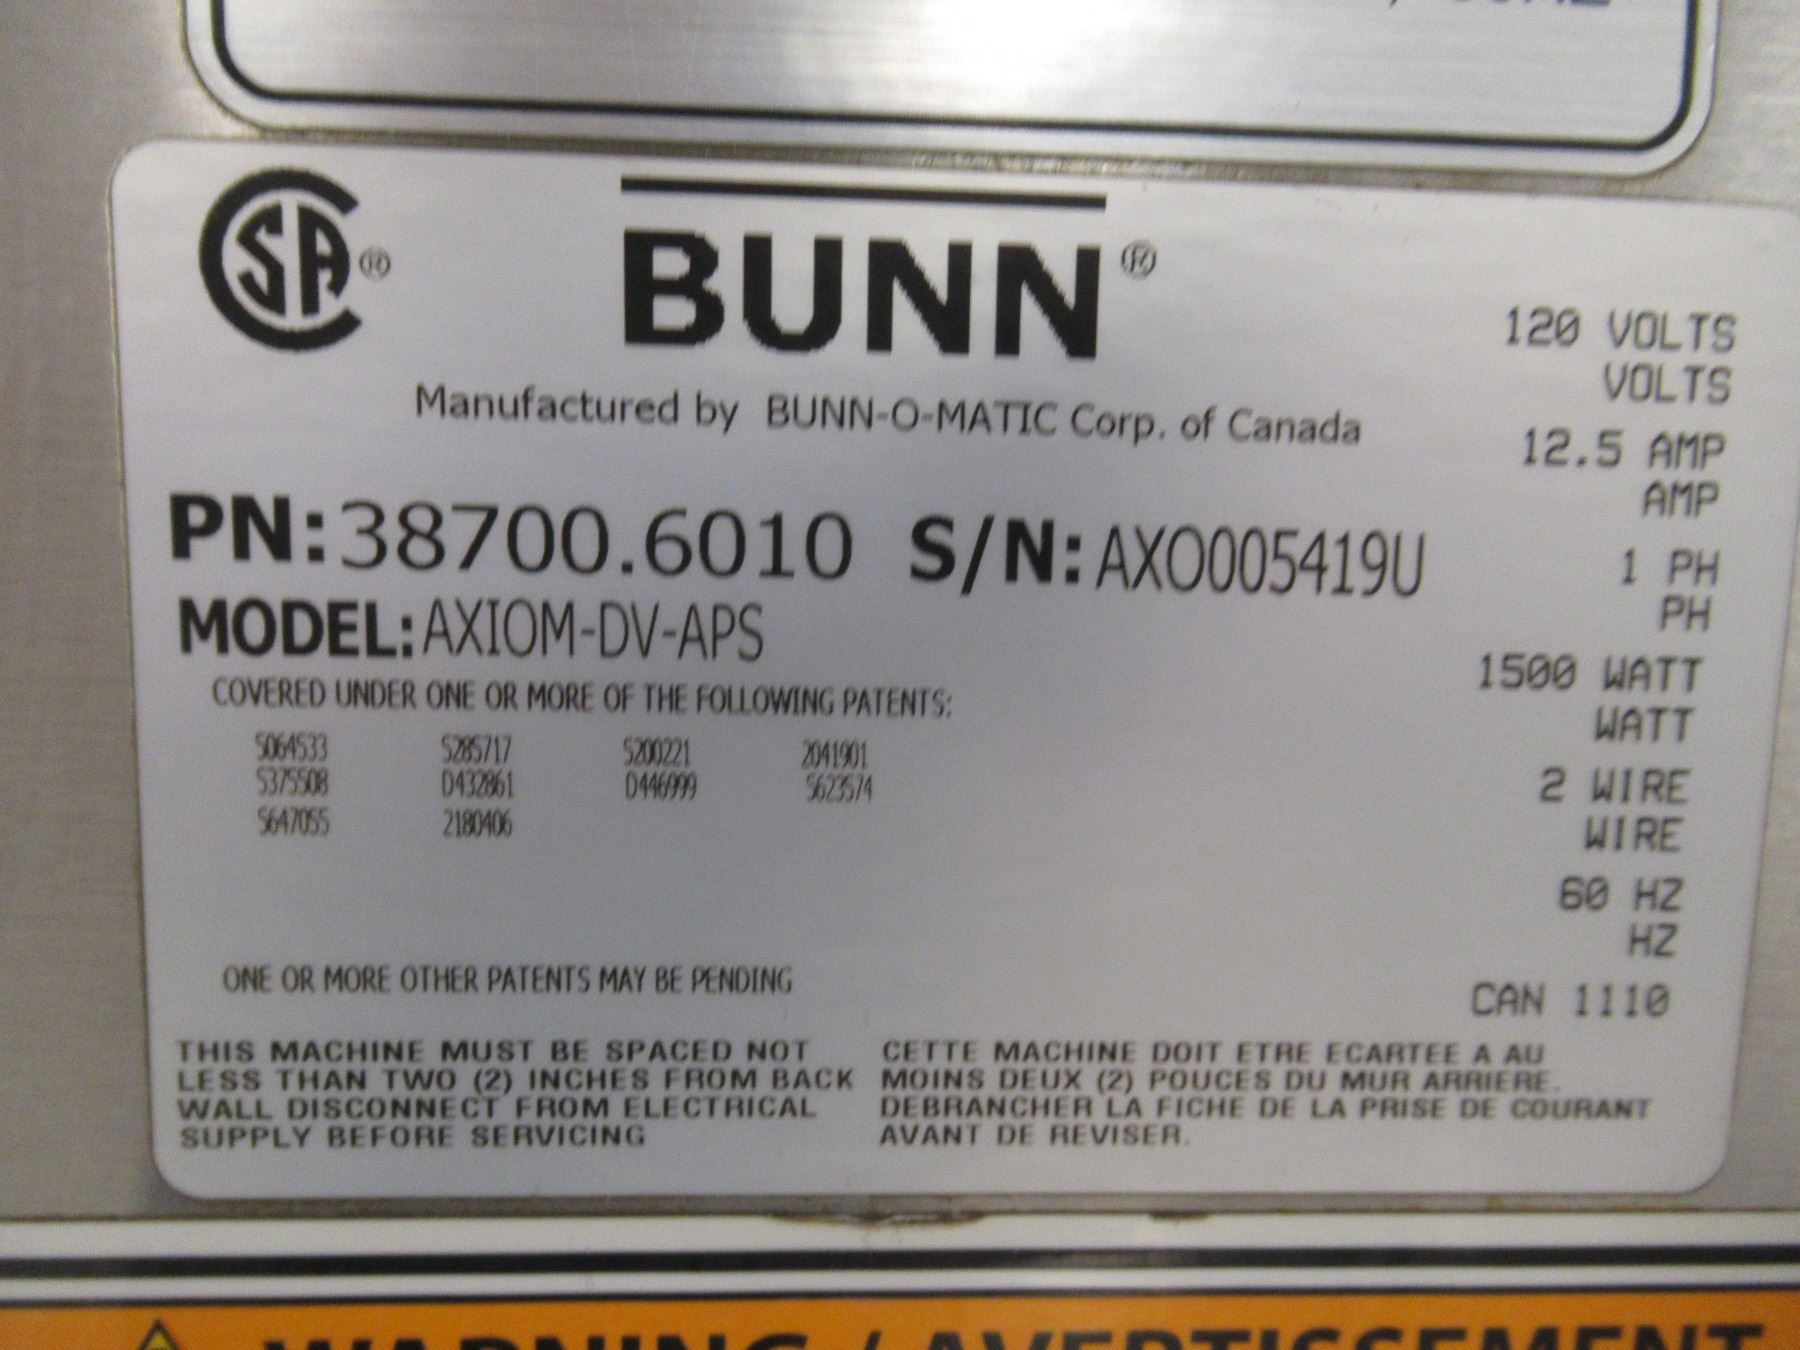 CSA®
BUNN®
Manufactured by BUNN-O-MATIC Corp. of Canada
120 VOLTS
VOLTS
12.5 AMP
AMP
1 PH
PH
1500 WATT
WATT
2 WIRE
WIRE
60 HZ
HZ
CAN 1110
PN:38700.6010 S/N:AXO005419U
MODEL:AXIOM-DV-APS
COVERED UNDER ONE OR MORE OF THE FOLLOWING PATENTS:
5064533 5285717 5200221 2041901
5375508 D432861 D446999 5623574
5647055 2180406
ONE OR MORE OTHER PATENTS MAY BE PENDING
THIS MACHINE MUST BE SPACED NOT
LESS THAN TWO (2) INCHES FROM BACK
WALL DISCONNECT FROM ELECTRICAL
SUPPLY BEFORE SERVICING
CETTE MACHINE DOIT ETRE ECARTEE A AU
MOINS DEUX (2) POUCES DU MUR ARRIERE.
DEBRANCHER LA FICHE DE LA PRISE DE COURANT
AVANT DE REVISER.
WARNING / AVERTISSEMENT